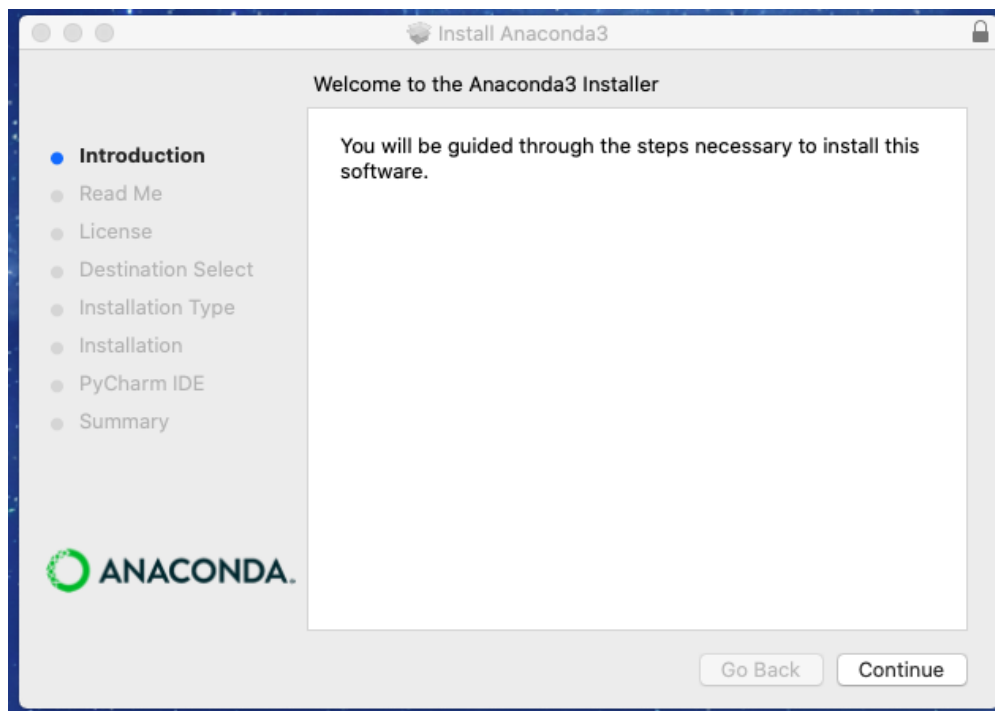 Install Anaconda3
Welcome to the Anaconda3 Installer
Introduction
Read Me
License
Destination Select
Installation Type
Installation
PyCharm IDE
Summary
You will be guided through the steps necessary to install this
software.
ANACONDA.
Go Back
Continue